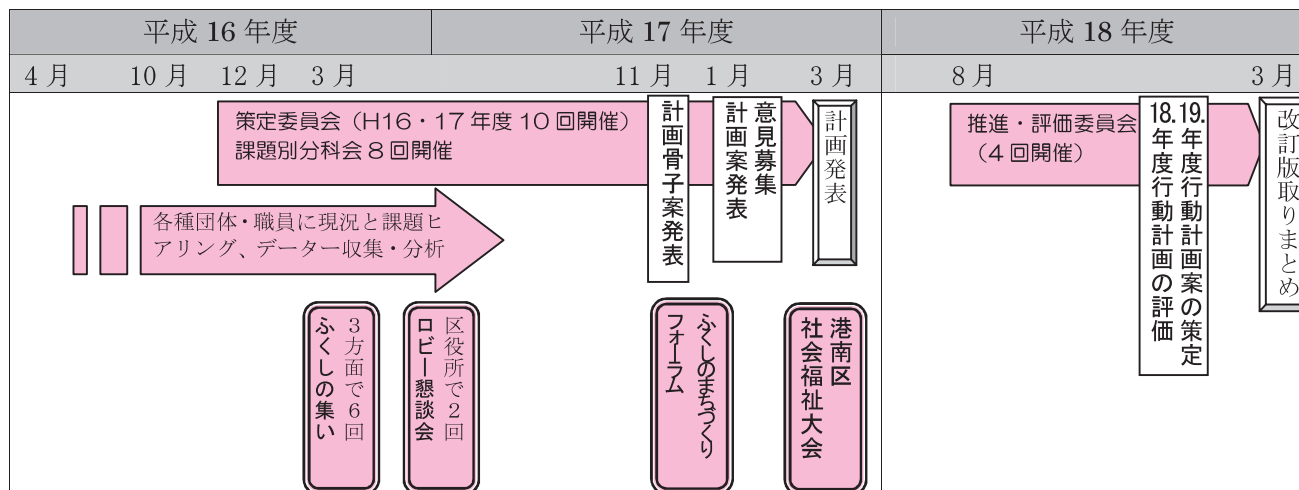 平成 16 年度
平成 17 年度
平成 18 年度
4 月
10 月
12 月
3 月
11 月
1 月
3 月
8 月
3 月
策定委員会（H16・17 年度 10 回開催）
課題別分科会 8 回開催
計画骨子案発表
意見募集
計画案発表
計画発表
推進・評価委員会
（4 回開催）
19.年度行動計画案の策定
18.年度行動計画の評価
改訂版取りまとめ
各種団体・職員に現況と課題ヒ
アリング、データー収集・分析
3方面で6回
ふくしの集い
区役所で2回
ロビー懇談会
ふくしのまちづくり
フォーラム
港南区
社会福祉大会